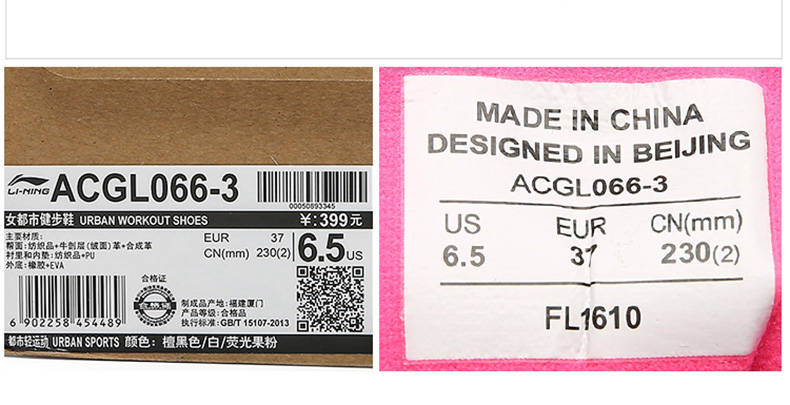 LI-NING
ACGL066-3
00050893345
女都市健步鞋 URBAN WORKOUT SHOES
¥:399元
主要材质:
帮面:纺织品+牛剖层(绒面)革+合成革
衬里和内垫:纺织品+PU
外底:橡胶+EVA
EUR 37
CN(mm) 230(2)
6.5US
合格证
6 902258 454489
制成品产地:福建厦门
产品等级:合格品
执行标准:GB/T 15107-2013
都市轻运动 URBAN SPORTS 颜色:檀黑色/白/荧光果粉
MADE IN CHINA
DESIGNED IN BEIJING
ACGL066-3
US EUR CN(mm)
6.5 37 230(2)
FL1610